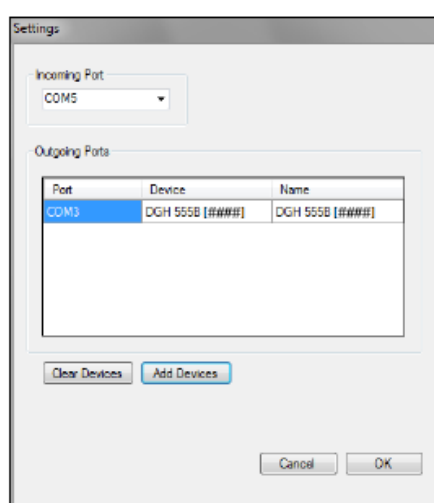 Settings
Incoming Port
COM5
Outgoing Ports
Port Device Name
COM3 DGH 555B [####] DGH 555B [####]
Clear Devices Add Devices
Cancel OK